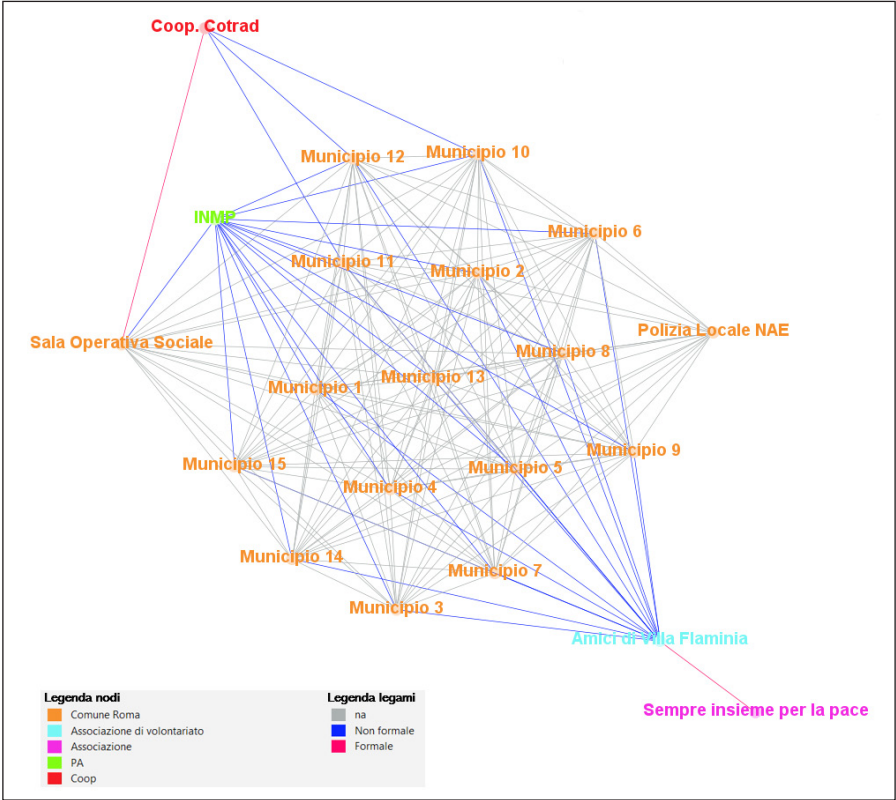 Coop. Cotrad
Municipio 12
Municipio 10
INMP
Municipio 6
Municipio 11
Municipio 2
Polizia Locale NAE
Sala Operativa Sociale
Municipio 8
Municipio 13
Municipio 1
Municipio 9
Municipio 15
Municipio 5
Municipio 4
Municipio 14
Municipio 7
Municipio 3
Amici di Villa Flaminia
Sempre insieme per la pace
Legenda nodi
Comune Roma
Associazione di volontariato
Associazione
PA
Coop
Legenda legami
na
Non formale
Formale